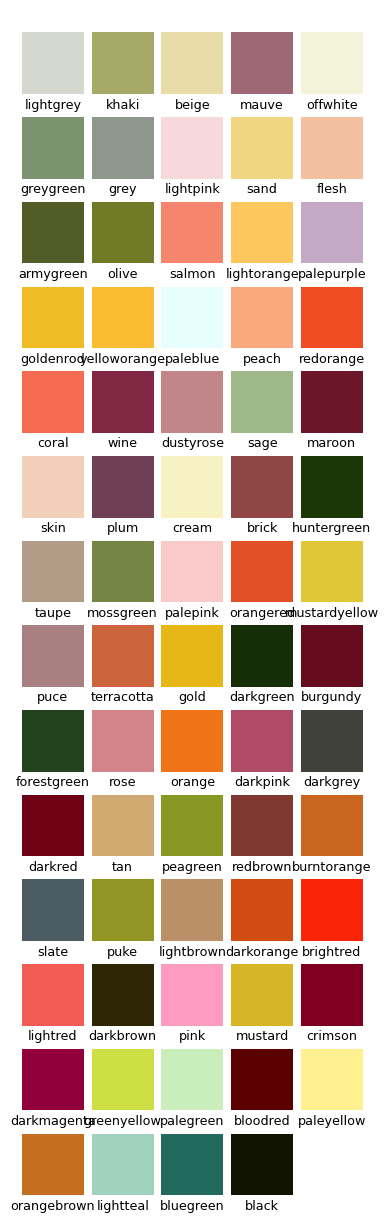 lightgrey khaki beige mauve offwhite
greygreen grey lightpink sand flesh
armygreen olive salmon lightorange palepurple
goldenrod yelloworange paleblue peach redorange
coral wine dustyrose sage maroon
skin plum cream brick huntergreen
taupe mossgreen palepink orangered mustardyellow
puce terracotta gold darkgreen burgundy
forestgreen rose orange darkpink darkgrey
darkred tan peagreen redbrown burntorange
slate puke lightbrown darkorange brightred
lightred darkbrown pink mustard crimson
darkmagenta greenyellow palegreen bloodred paleyellow
orangebrown lightteal bluegreen black